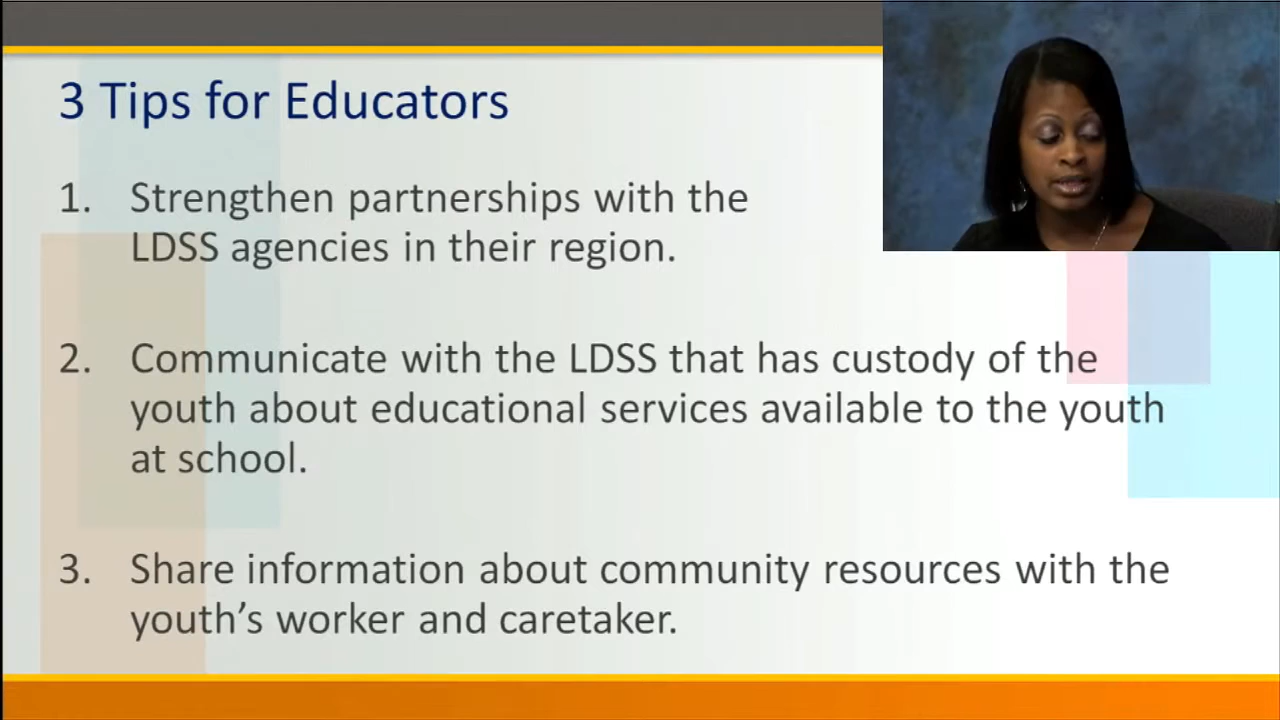 3 Tips for Educators
1. Strengthen partnerships with the
LDSS agencies in their region.
2. Communicate with the LDSS that has custody of the
youth about educational services available to the youth
at school.
3. Share information about community resources with the
youth’s worker and caretaker.